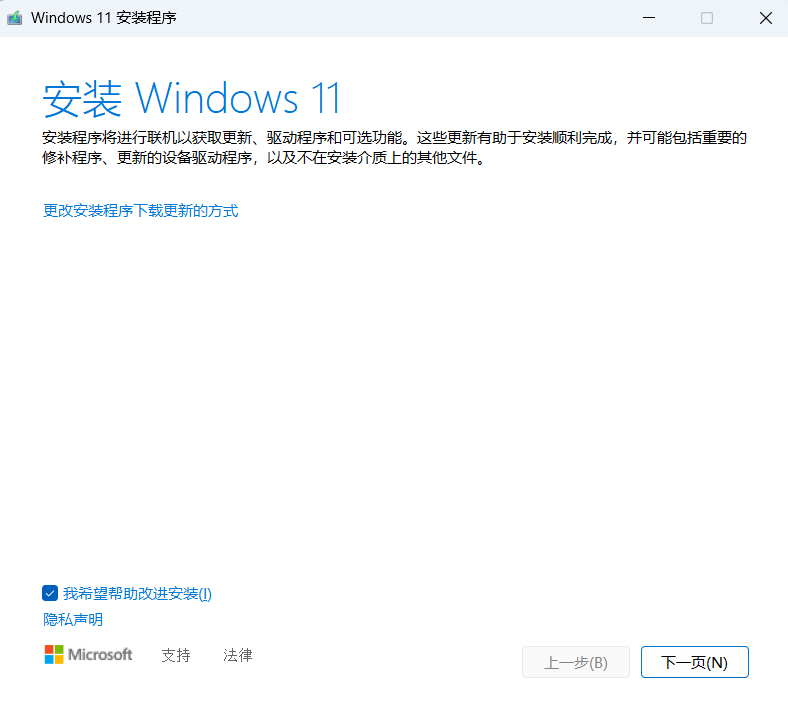 Windows 11 安装程序
安装 Windows 11
安装程序将进行联机以获取更新、驱动程序和可选功能。这些更新有助于安装顺利完成，并可能包括重要的
修补程序、更新的设备驱动程序，以及不在安装介质上的其他文件。
更改安装程序下载更新的方式
我希望帮助改进安装(I)
隐私声明
Microsoft 支持 法律
上一步(B) 下一页(N)